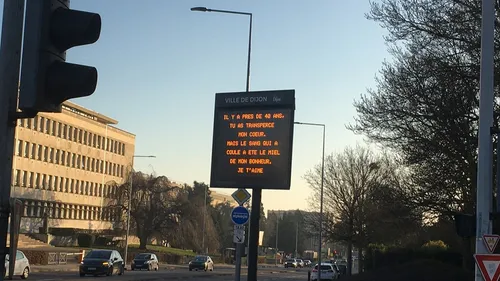 VILLE DE DIJON
IL Y A PRES DE 40 ANS,
TU AS TRANSPERCE
MON COEUR.
MAIS LE SANG QUI A
COULE A ETE LE MIEL
DE MON BONHEUR.
JE T'AIME